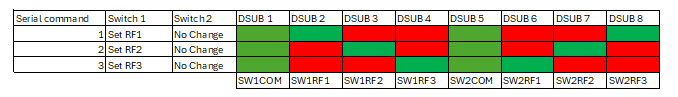 Serial command Switch 1 Switch 2 DSUB 1 DSUB 2 DSUB 3 DSUB 4 DSUB 5 DSUB 6 DSUB 7 DSUB 8
1 Set RF1 No Change
2 Set RF2 No Change
3 Set RF3 No Change
SW1COM SW1RF1 SW1RF2 SW1RF3 SW2COM SW2RF1 SW2RF2 SW2RF3